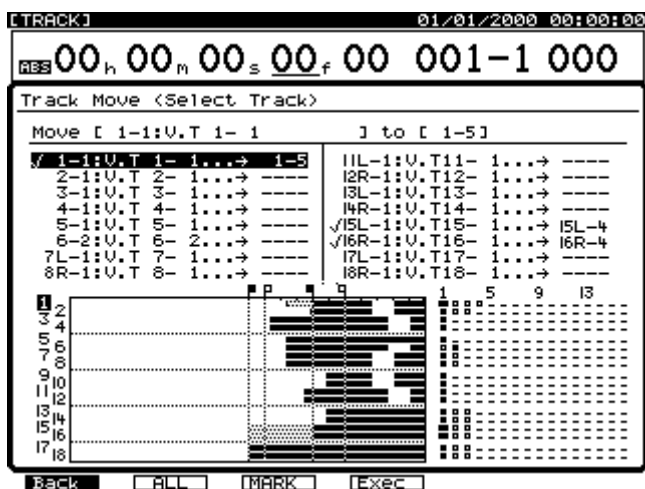 [TRACK] 01/01/2000 00:00:00
ABS 00h 00m 00s 00f 00 001-1 000
Track Move <Select Track>
Move [ 1-1:V.T 1- 1 ] to [ 1-5]
√ 1-1:V.T 1- 1...→ 1-5
2-1:V.T 2- 1...→ ----
3-1:V.T 3- 1...→ ----
4-1:V.T 4- 1...→ ----
5-1:V.T 5- 1...→ ----
6-2:V.T 6- 2...→ ----
7L-1:V.T 7- 1...→ ----
8R-1:V.T 8- 1...→ ----
11L-1:V.T11- 1...→ ----
12R-1:V.T12- 1...→ ----
13L-1:V.T13- 1...→ ----
14R-1:V.T14- 1...→ ----
√15L-1:V.T15- 1...→ 15L-4
√16R-1:V.T16- 1...→ 16R-4
17L-1:V.T17- 1...→ ----
18R-1:V.T18- 1...→ ----
1 5 9 13
1
2
3
4
5
6
7
8
9
10
11
12
13
14
15
16
17
18
Back ALL MARK Exec